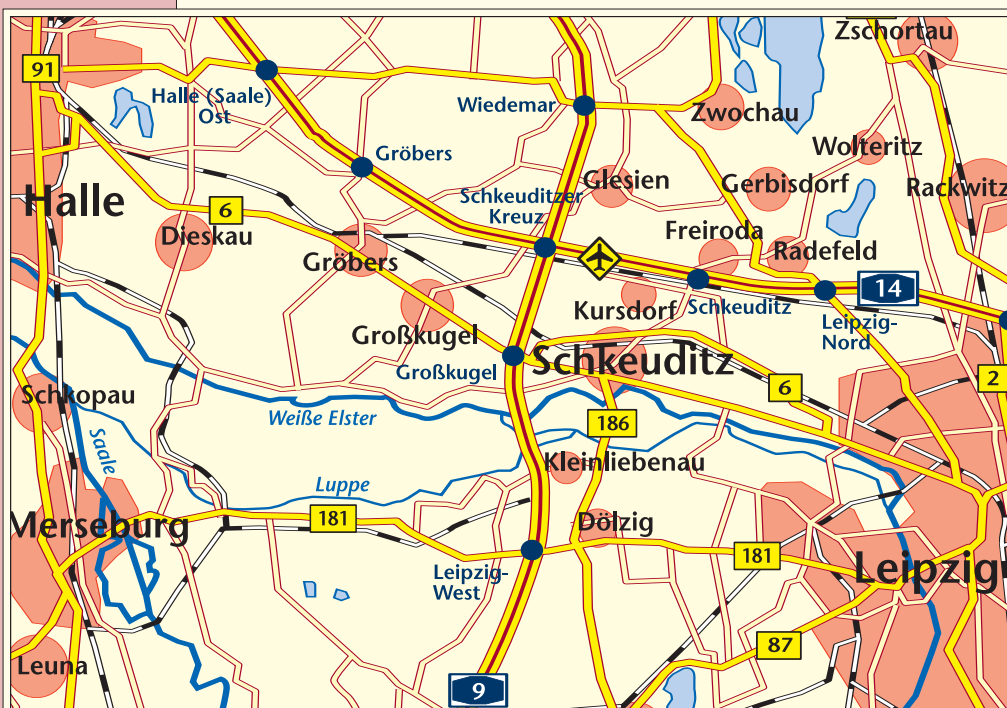 Zschortau
91
Halle (Saale)
Ost
Wiedemar
Zwochau
Gröbers
Wolteritz
Halle
Glesien
Gerbisdorf
Rackwitz
Schkeuditzer
Kreuz
6
Dieskau
Freiroda
Radefeld
Gröbers
14
Kursdorf
Schkeuditz
Großkugel
Leipzig-
Nord
Großkugel
Schkeuditz
2
6
Schkopau
Weiße Elster
186
Saale
Kleinliebenau
Luppe
181
Merseburg
Dölzig
181
Leipzig
Leipzig-
West
87
Leuna
9